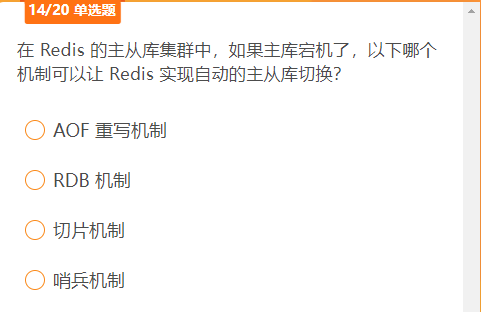 14/20 单选题
在 Redis 的主从库集群中，如果主库宕机了，以下哪个
机制可以让 Redis 实现自动的主从库切换？
AOF 重写机制
RDB 机制
切片机制
哨兵机制